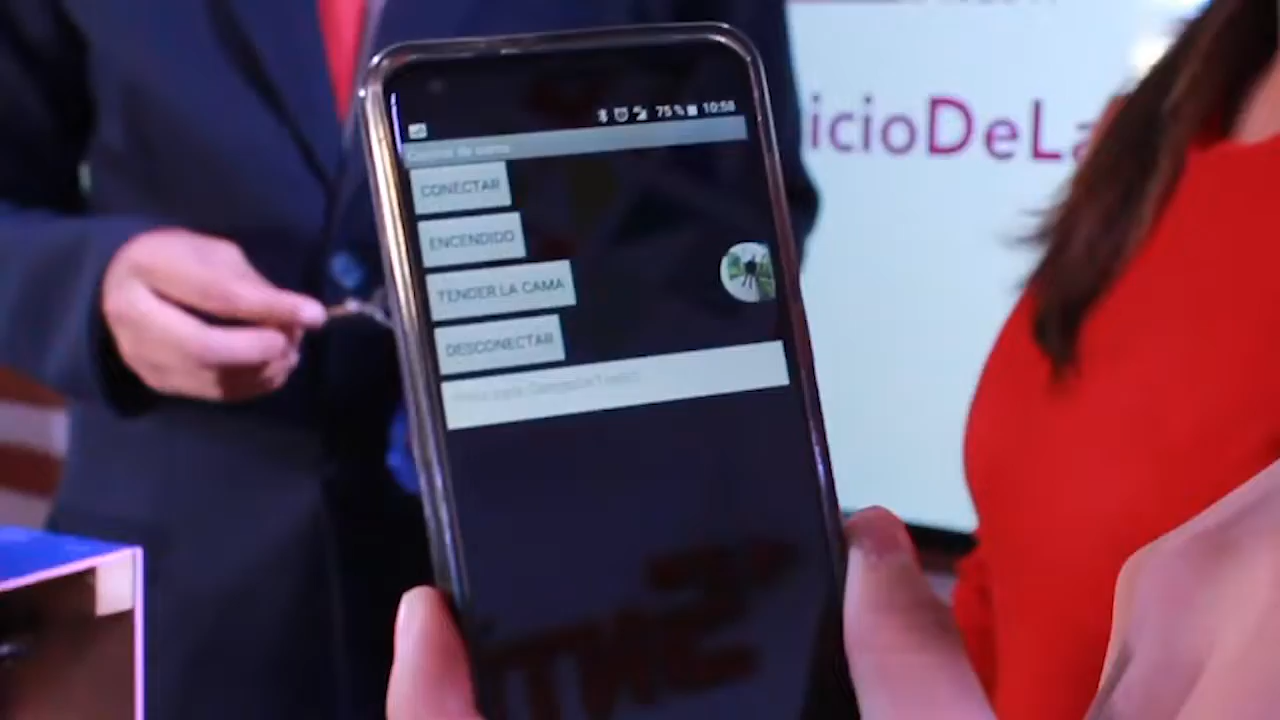 75 % 10:58
icioDeLa
CONECTAR
ENCENDIDO
TENDER LA CAMA
DESCONECTAR